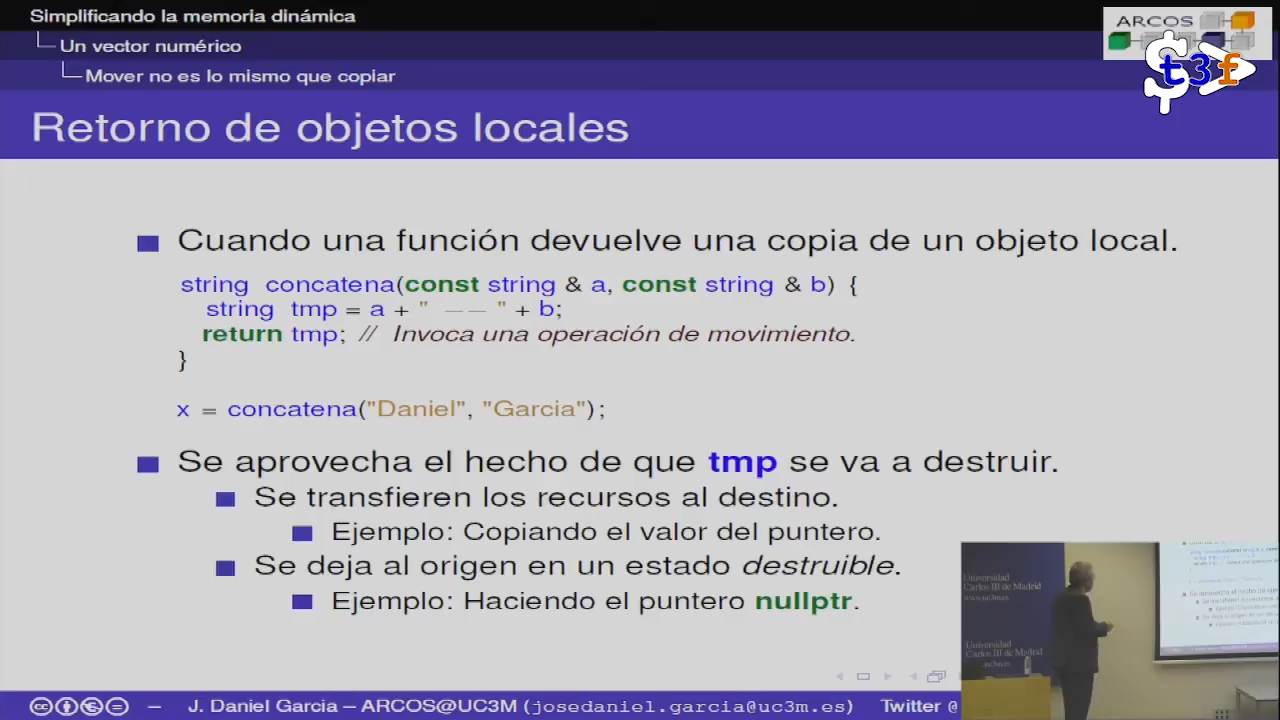 Simplificando la memoria dinámica
Un vector numérico
Mover no es lo mismo que copiar
ARCOS
t3f
Retorno de objetos locales
Cuando una función devuelve una copia de un objeto local.
string concatena(const string & a, const string & b) {
string tmp = a + " —— " + b;
return tmp; // Invoca una operación de movimiento.
}
x = concatena("Daniel", "Garcia");
Se aprovecha el hecho de que tmp se va a destruir.
Se transfieren los recursos al destino.
Ejemplo: Copiando el valor del puntero.
Se deja al origen en un estado destruible.
Ejemplo: Haciendo el puntero nullptr.
Universidad
Carlos III de Madrid
www.uc3m.es
Universidad
Carlos III de Madrid
.uc3m.es
– J. Daniel Garcia – ARCOS@UC3M (josedaniel.garcia@uc3m.es) Twitter @